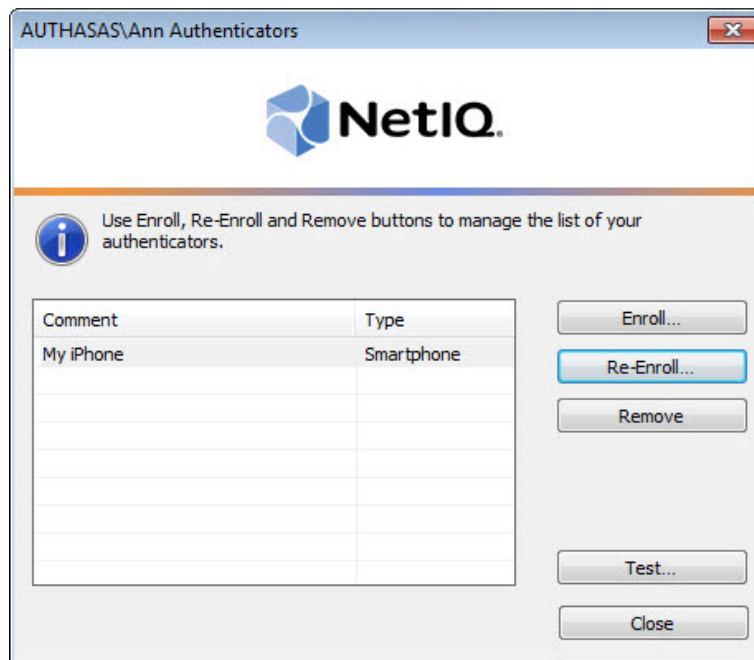 AUTHASAS\Ann Authenticators
NetIQ.
Use Enroll, Re-Enroll and Remove buttons to manage the list of your
authenticators.
Comment Type
My iPhone Smartphone
Enroll...
Re-Enroll...
Remove
Test...
Close